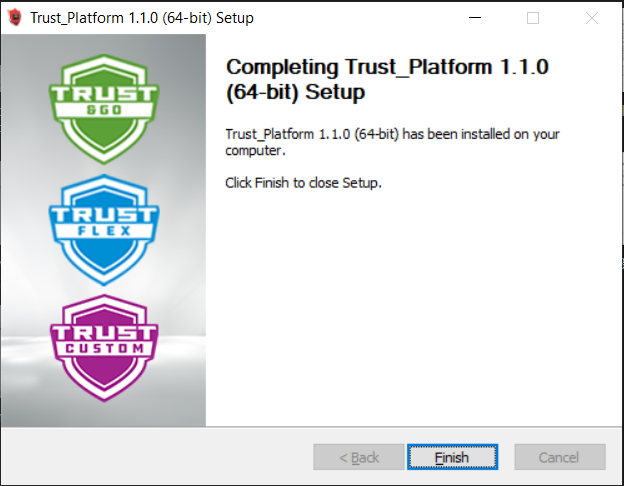 Trust_Platform 1.1.0 (64-bit) Setup
TRUST
&GO
TRUST
FLEX
TRUST
CUSTOM
Completing Trust_Platform 1.1.0
(64-bit) Setup
Trust_Platform 1.1.0 (64-bit) has been installed on your
computer.
Click Finish to close Setup.
< Back
Finish
Cancel